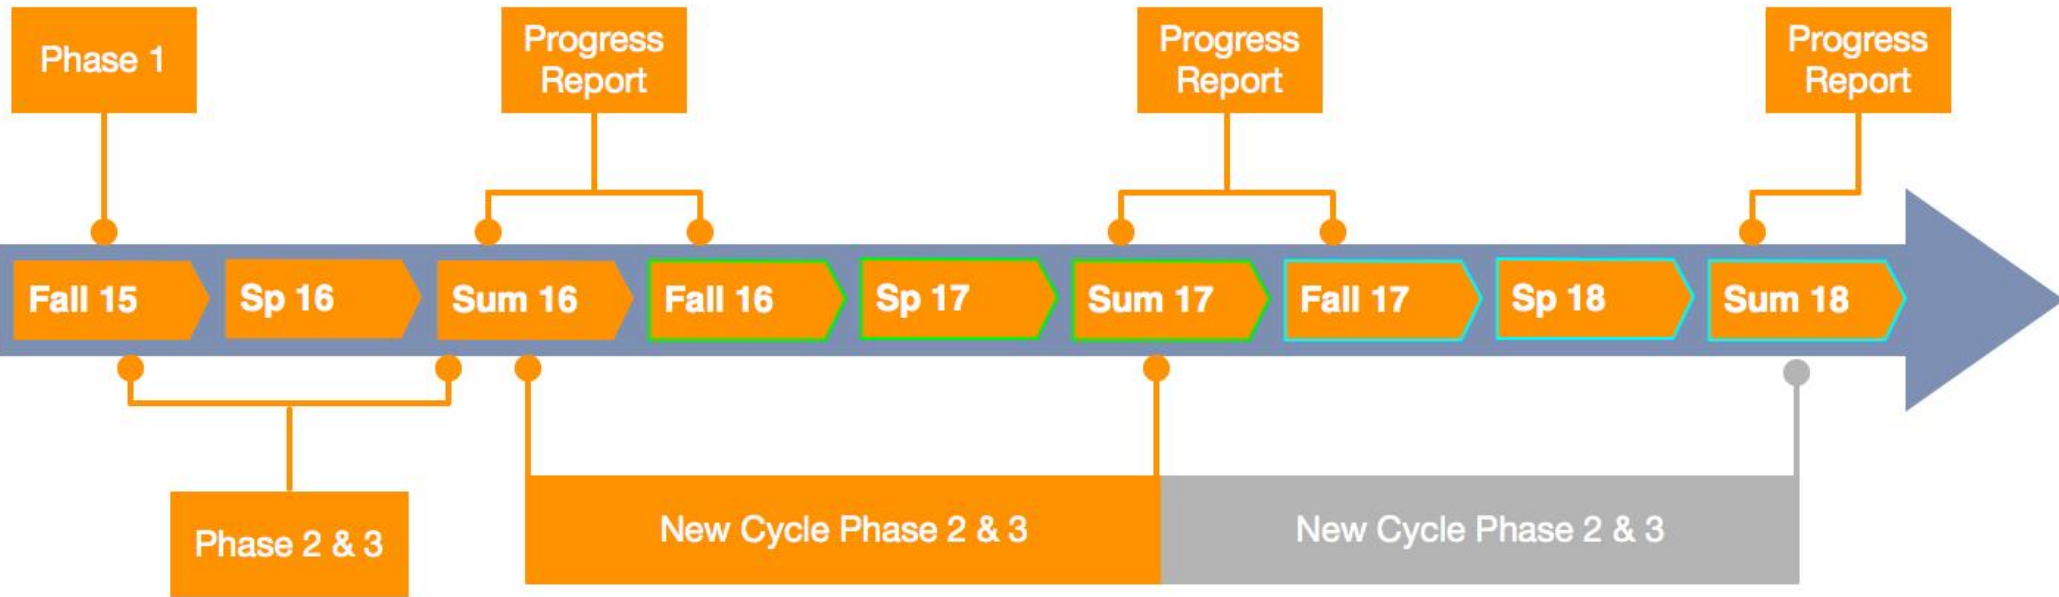 Phase 1
Progress
Report
Progress
Report
Progress
Report
Fall 15
Sp 16
Sum 16
Fall 16
Sp 17
Sum 17
Fall 17
Sp 18
Sum 18
Phase 2 & 3
New Cycle Phase 2 & 3
New Cycle Phase 2 & 3